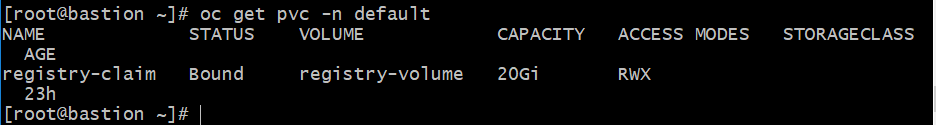 [root@bastion ~]# oc get pvc -n default
NAME             STATUS    VOLUME            CAPACITY   ACCESS MODES   STORAGECLASS
  AGE
registry-claim   Bound     registry-volume   20Gi       RWX
  23h
[root@bastion ~]#